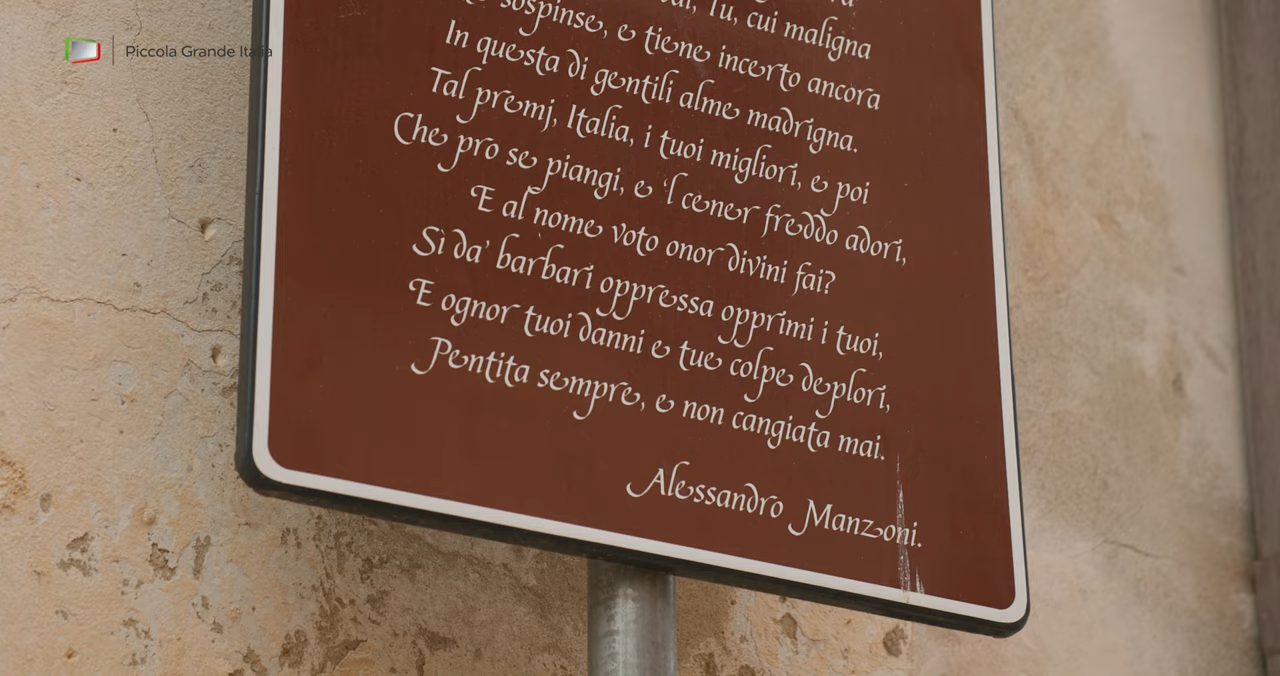 Piccola Grande Italia
Tu, cui maligna
sospinse, e tiene incerto ancora
In questa di gentili alme madrigna.
Tal premj, Italia, i tuoi migliori, e poi
Che pro se piangi, e 'l cener freddo adori,
E al nome voto onor divini fai?
Sì da' barbari oppressa opprimi i tuoi,
E ognor tuoi danni e tue colpe deplori,
Pentita sempre, e non cangiata mai.
Alessandro Manzoni.